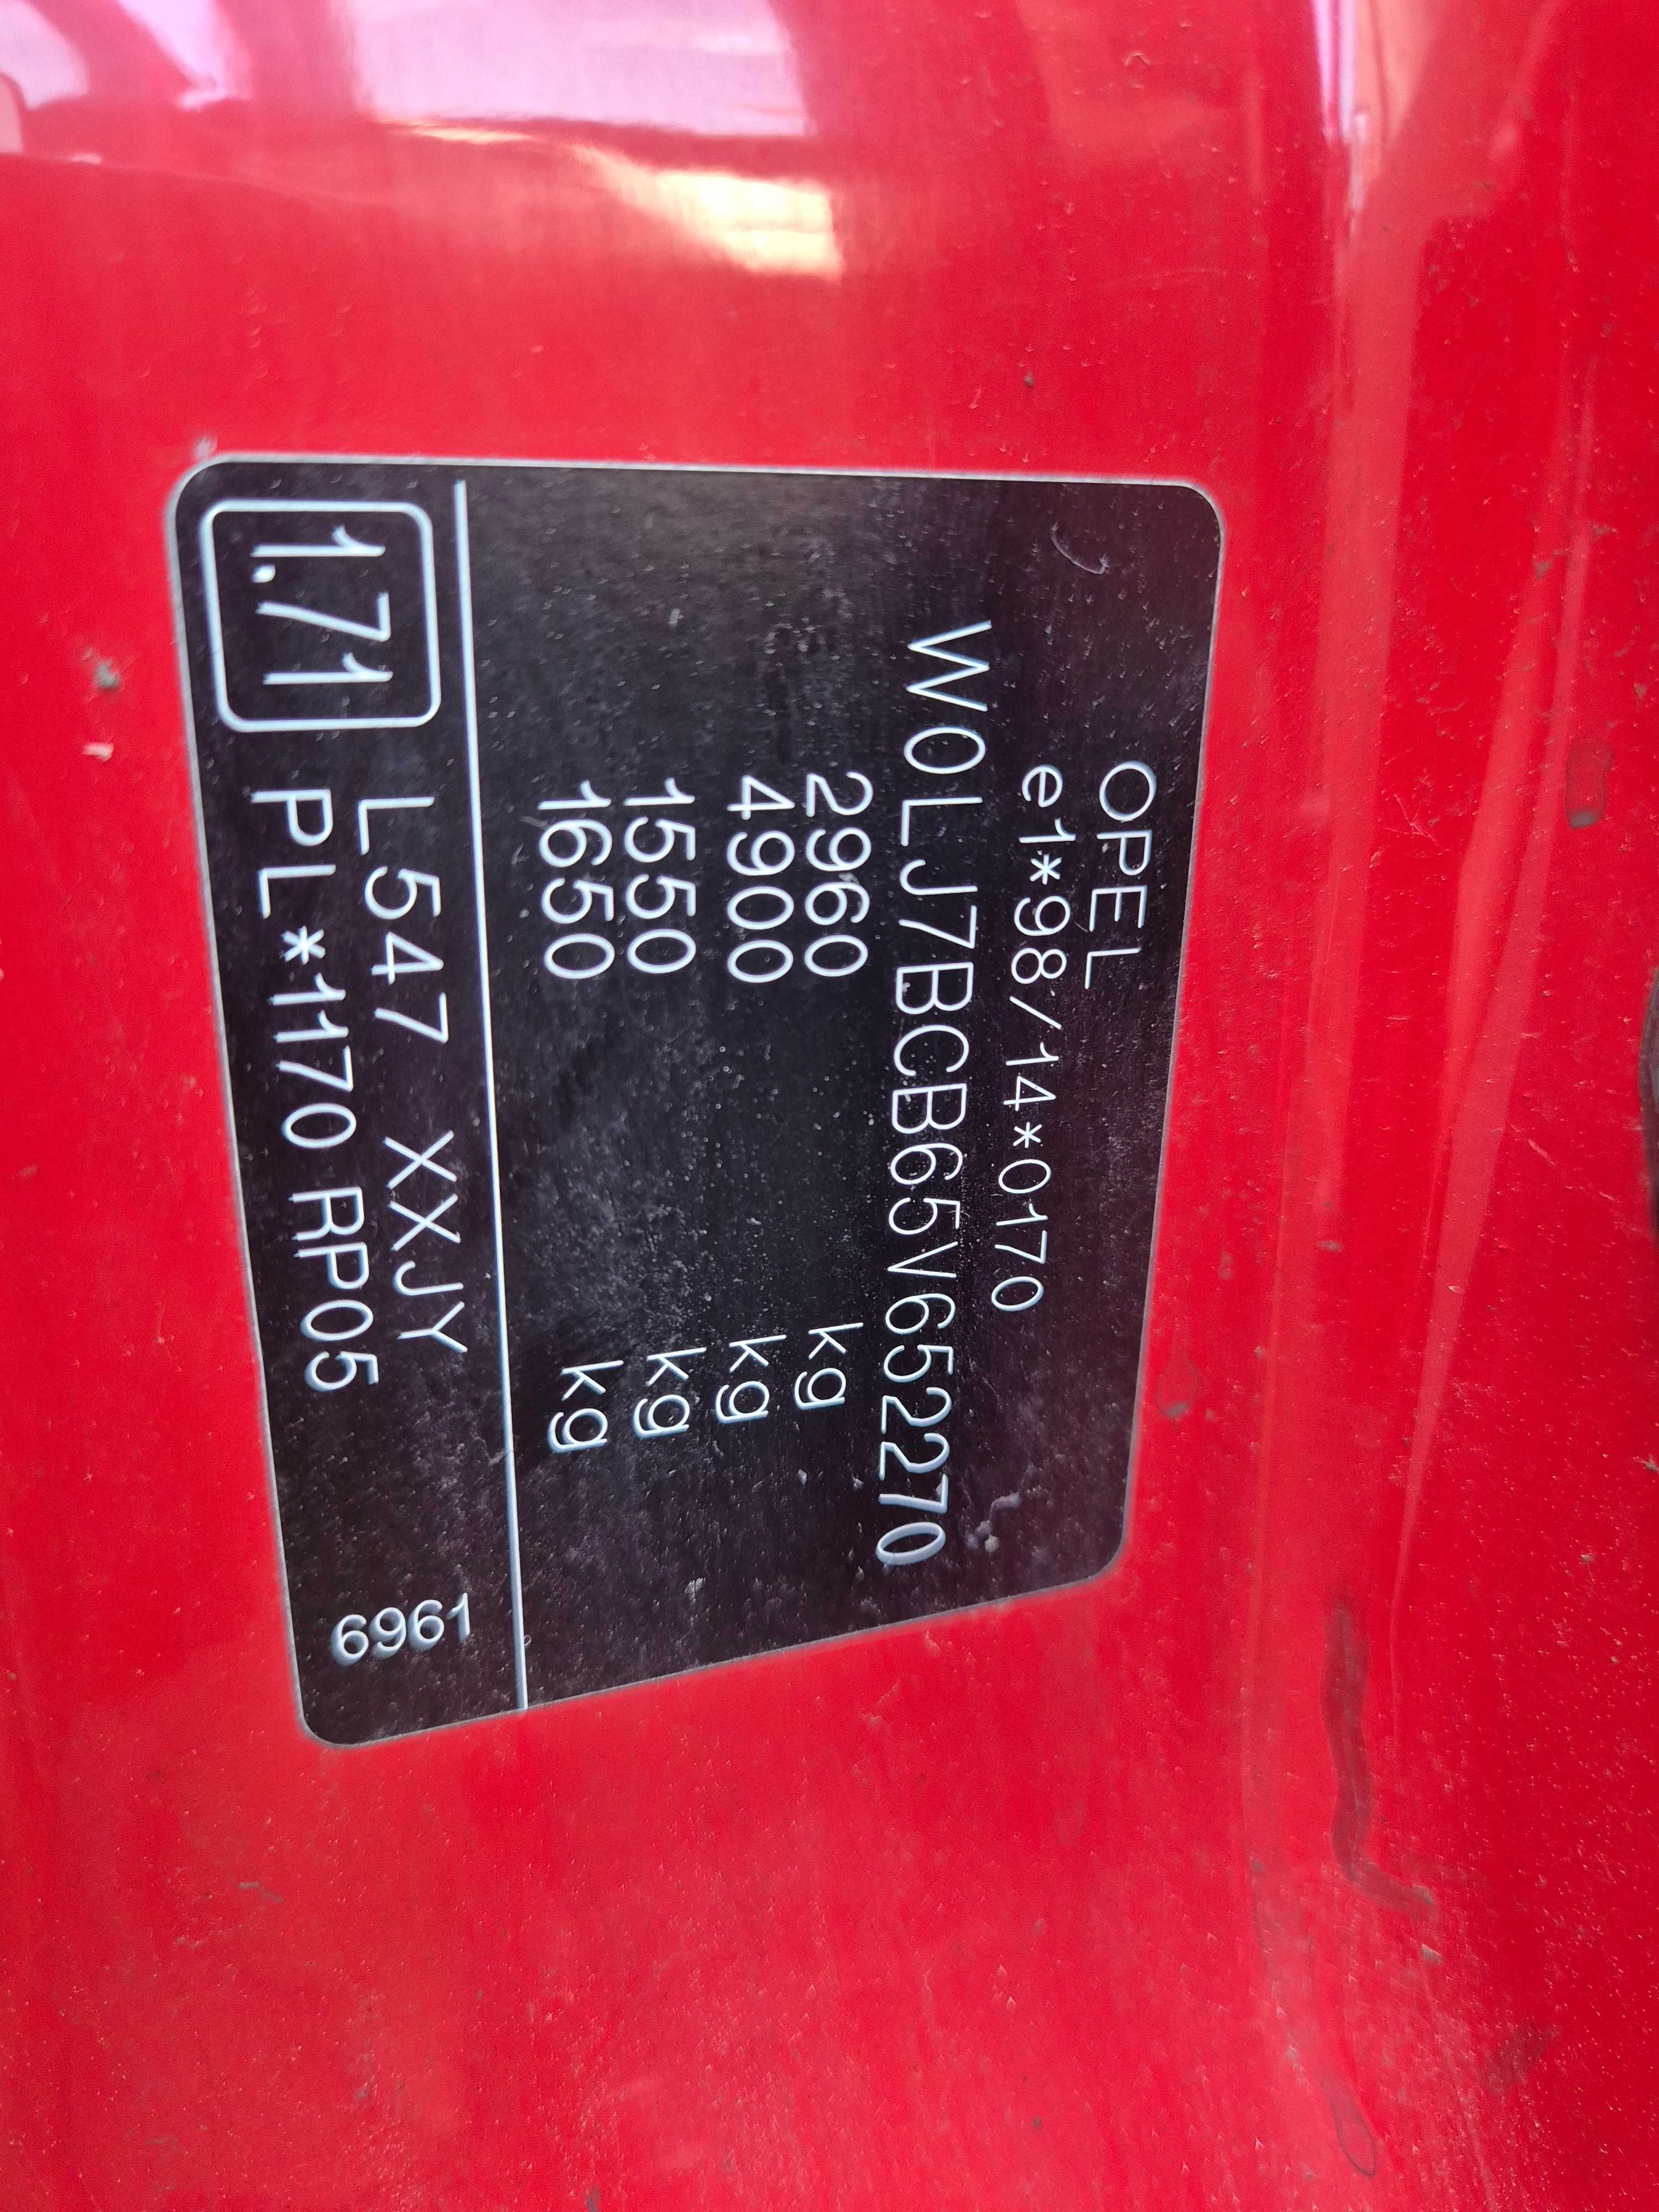 OPEL
e1*98/14*0170
W0LJ7BCB65V652270
2960 kg
4900 kg
1550 kg
1650 kg
1.71 L547 XXJY
PL*1170 RP05 6961